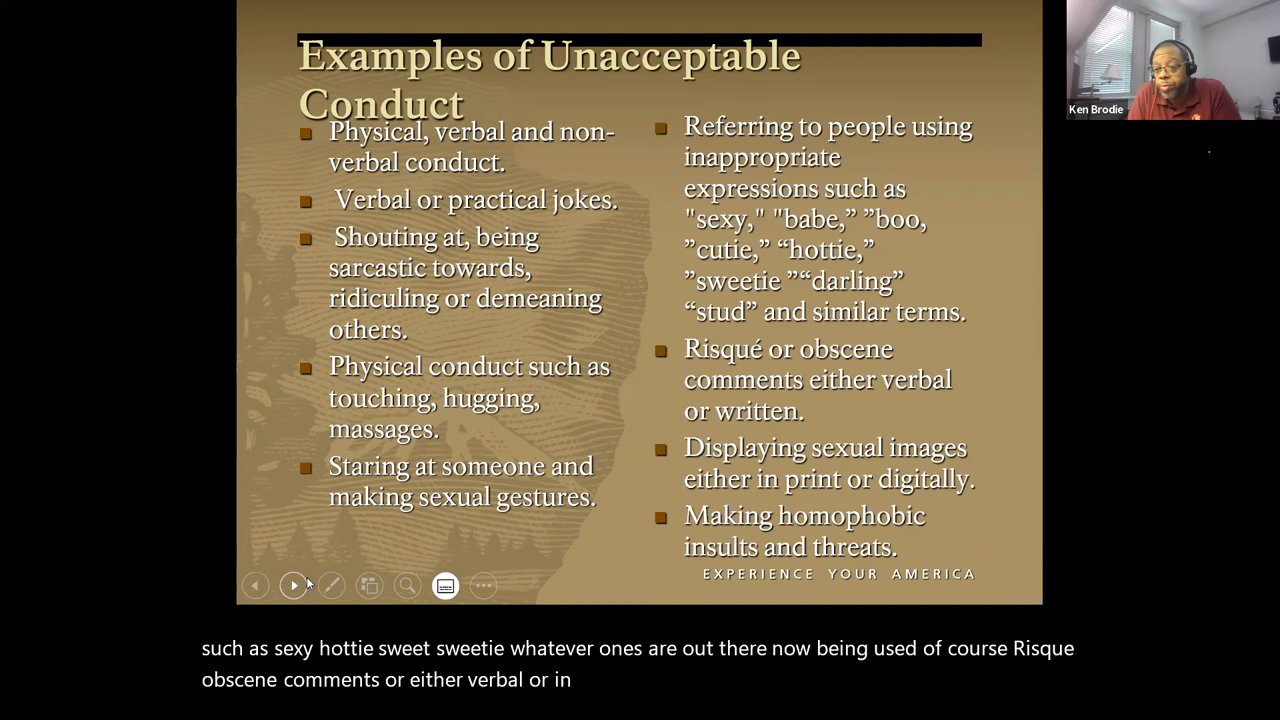 Examples of Unacceptable
Conduct
Physical, verbal and non-
verbal conduct.
Verbal or practical jokes.
Shouting at, being
sarcastic towards,
ridiculing or demeaning
others.
Physical conduct such as
touching, hugging,
massages.
Staring at someone and
making sexual gestures.
Referring to people using
inappropriate
expressions such as
"sexy," "babe,” ”boo,
”cutie,” “hottie,”
”sweetie ”“darling”
“stud” and similar terms.
Risqué or obscene
comments either verbal
or written.
Displaying sexual images
either in print or digitally.
Making homophobic
insults and threats.
EXPERIENCE YOUR AMERICA
Ken Brodie
such as sexy hottie sweet sweetie whatever ones are out there now being used of course Risque
obscene comments or either verbal or in